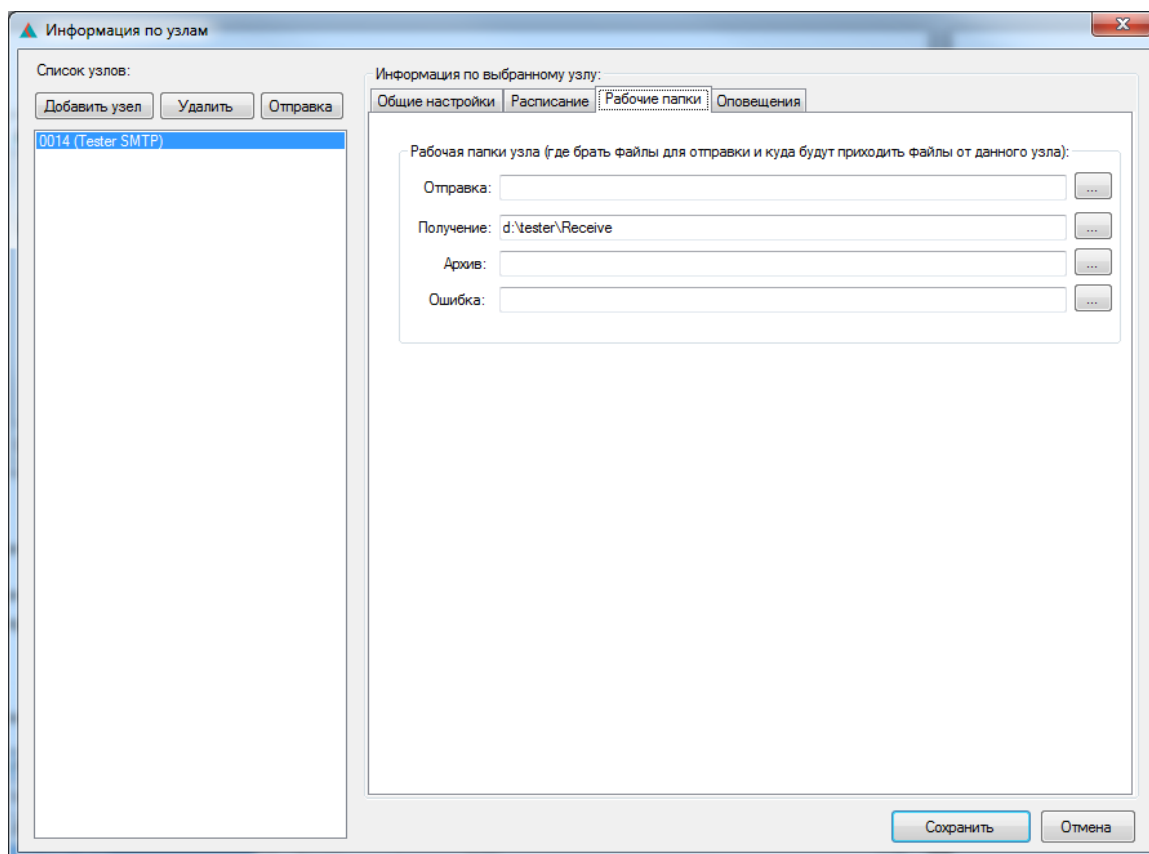 Информация по узлам
Список узлов:
Добавить узел Удалить Отправка
0014 (Tester SMTP)
Информация по выбранному узлу:
Общие настройки Расписание Рабочие папки Оповещения
Рабочая папки узла (где брать файлы для отправки и куда будут приходить файлы от данного узла):
Отправка: ...
Получение: d:\tester\Receive ...
Архив: ...
Ошибка: ...
Сохранить Отмена